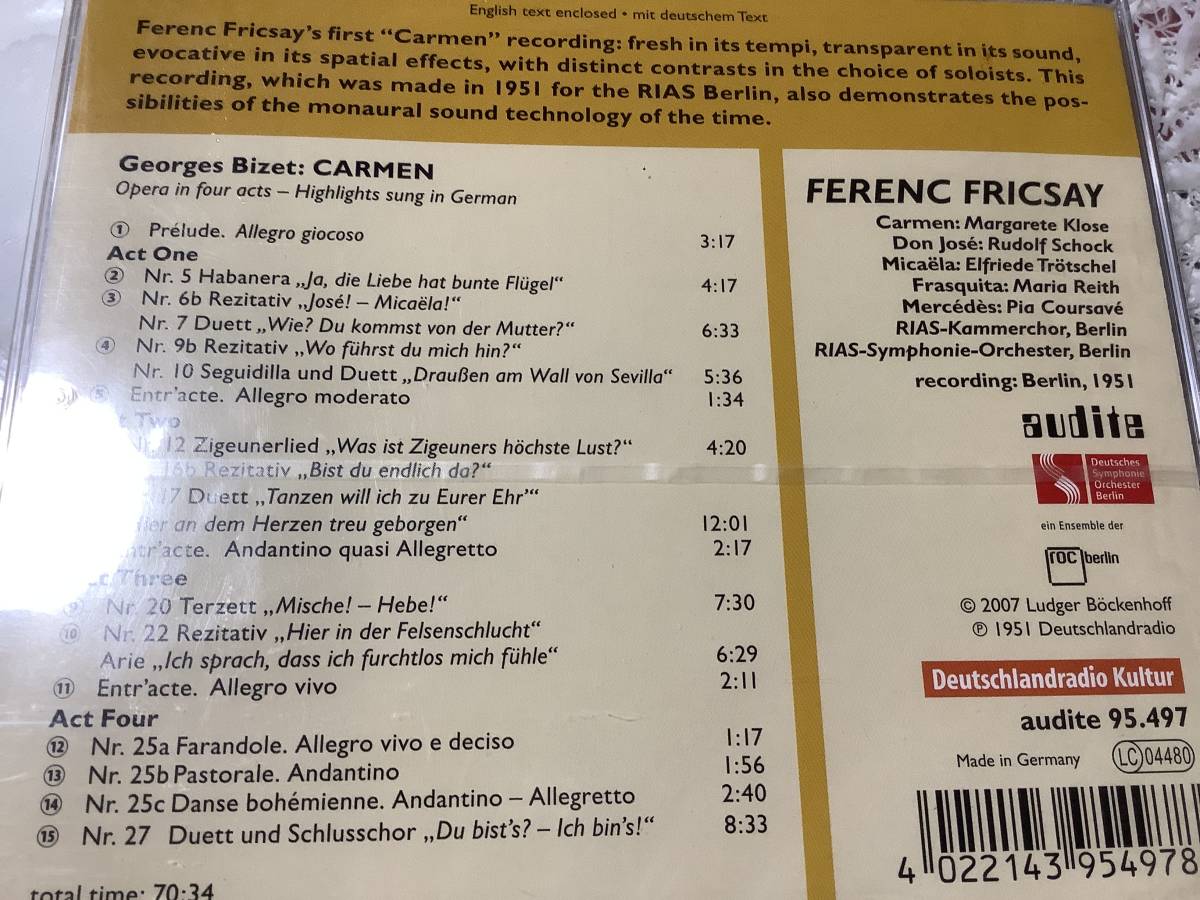 English text enclosed • mit deutschem Text
Ferenc Fricsay's first “Carmen” recording: fresh in its tempi, transparent in its sound,
evocative in its spatial effects, with distinct contrasts in the choice of soloists. This
recording, which was made in 1951 for the RIAS Berlin, also demonstrates the pos-
sibilities of the monaural sound technology of the time.
Georges Bizet: CARMEN
Opera in four acts – Highlights sung in German
① Prélude. Allegro giocoso 3:17
Act One
② Nr. 5 Habanera „Ja, die Liebe hat bunte Flügel“ 4:17
③ Nr. 6b Rezitativ „José! – Micaëla!“
Nr. 7 Duett „Wie? Du kommst von der Mutter?“ 6:33
④ Nr. 9b Rezitativ „Wo führst du mich hin?“
Nr. 10 Seguidilla und Duett „Draußen am Wall von Sevilla“ 5:36
⑤ Entr'acte. Allegro moderato 1:34
Two
Nr. 12 Zigeunerlied „Was ist Zigeuners höchste Lust?“ 4:20
16b Rezitativ „Bist du endlich da?“
17 Duett „Tanzen will ich zu Eurer Ehr'“
an dem Herzen treu geborgen“ 12:01
Entr'acte. Andantino quasi Allegretto 2:17
Three
⑨ Nr. 20 Terzett „Mische! – Hebe!“ 7:30
⑩ Nr. 22 Rezitativ „Hier in der Felsenschlucht“
Arie „Ich sprach, dass ich furchtlos mich fühle“ 6:29
⑪ Entr'acte. Allegro vivo 2:11
Act Four
⑫ Nr. 25a Farandole. Allegro vivo e deciso 1:17
⑬ Nr. 25b Pastorale. Andantino 1:56
⑭ Nr. 25c Danse bohémienne. Andantino – Allegretto 2:40
⑮ Nr. 27 Duett und Schlusschor „Du bist's? – Ich bin's!“ 8:33
total time: 70:34
FERENC FRICSAY
Carmen: Margarete Klose
Don José: Rudolf Schock
Micaëla: Elfriede Trötschel
Frasquita: Maria Reith
Mercédès: Pia Coursavé
RIAS-Kammerchor, Berlin
RIAS-Symphonie-Orchester, Berlin
recording: Berlin, 1951
audite
Deutsches
Symphonie
Orchester
Berlin
ein Ensemble der
roc berlin
© 2007 Ludger Böckenhoff
℗ 1951 Deutschlandradio
Deutschlandradio Kultur
audite 95.497
Made in Germany LC 04480
4 022143 954978